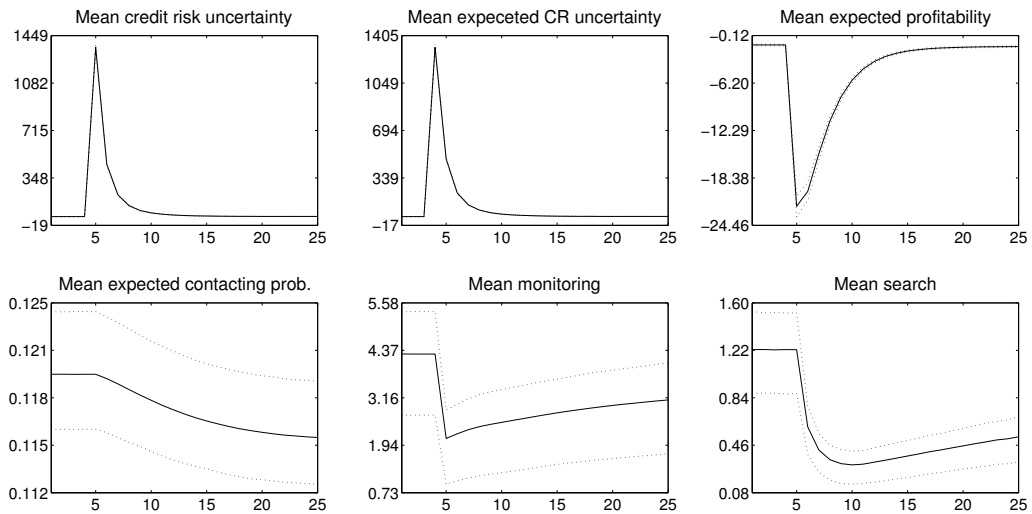 Mean credit risk uncertainty
1449
1082
715
348
−19
5 10 15 20 25
Mean expeceted CR uncertainty
1405
1049
694
339
−17
5 10 15 20 25
Mean expected profitability
−0.12
−6.20
−12.29
−18.38
−24.46
5 10 15 20 25
Mean expected contacting prob.
0.125
0.121
0.118
0.115
0.112
5 10 15 20 25
Mean monitoring
5.58
4.37
3.16
1.94
0.73
5 10 15 20 25
Mean search
1.60
1.22
0.84
0.46
0.08
5 10 15 20 25